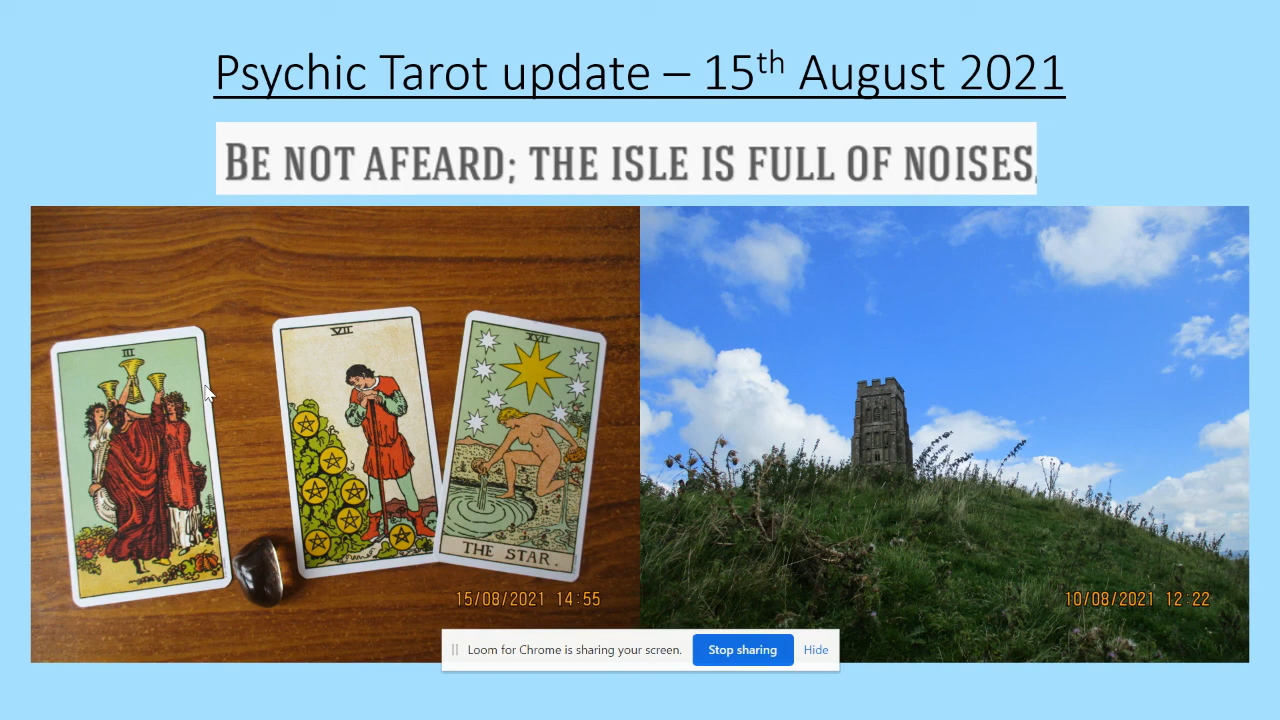 Psychic Tarot update – 15th August 2021
BE NOT AFEARD; THE ISLE IS FULL OF NOISES,
III
VII
XVII
THE STAR.
15/08/2021 14:55
10/08/2021 12:22
Loom for Chrome is sharing your screen. Stop sharing Hide